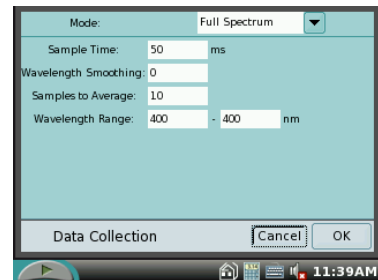 Mode: Full Spectrum
Sample Time: 50 ms
Wavelength Smoothing: 0
Samples to Average: 10
Wavelength Range: 400 - 400 nm
Data Collection Cancel OK
11:39AM